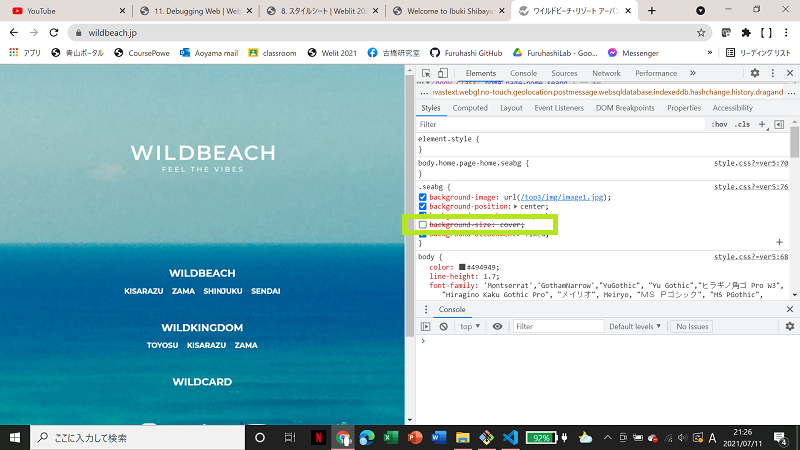 YouTube
11. Debugging Web | Web
8. スタイルシート | Weblit 202
Welcome to Ibuki Shibaya
ワイルドビーチ・リゾート アーバン
wildbeach.jp
アプリ
青山ポータル
CoursePowe
Aoyama mail
classroom
Welit 2021
古橋研究室
Furuhashi GitHub
FuruhashiLab - Goo...
Messenger
»
リーディング リスト
WILDBEACH
FEEL THE VIBES
WILDBEACH
KISARAZU ZAMA SHINJUKU SENDAI
WILDKINGDOM
TOYOSU KISARAZU ZAMA
WILDCARD
Elements Console Sources Network Performance »
... ivastext.webgl.no-touch.geolocation.postmessage.websqldatabase.indexeddb.hashchange.history.dragand
Styles Computed Layout Event Listeners DOM Breakpoints Properties Accessibility
Filter :hov .cls +
element.style {
}
body.home.page-home.seabg { style.css?=ver5:70
}
.seabg { style.css?=ver5:76
background-image: url(/top3/img/image1.jpg);
background-position: center;
background-size: cover;
}
body { style.css?=ver5:68
color: #494949;
line-height: 1.7;
font-family: 'Montserrat','GothamNarrow',"YuGothic", "Yu Gothic","ヒラギノ角ゴ Pro W3",
"Hiragino Kaku Gothic Pro", "メイリオ", Meiryo, "ＭＳ Ｐゴシック", "MS PGothic",
Console
top
Filter
Default levels
No Issues
ここに入力して検索
92%
A
21:26
2021/07/11
4